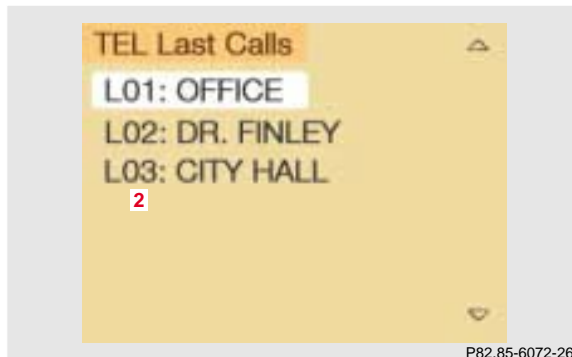 TEL Last Calls
L01: OFFICE
L02: DR. FINLEY
L03: CITY HALL
2
P82.85-6072-26